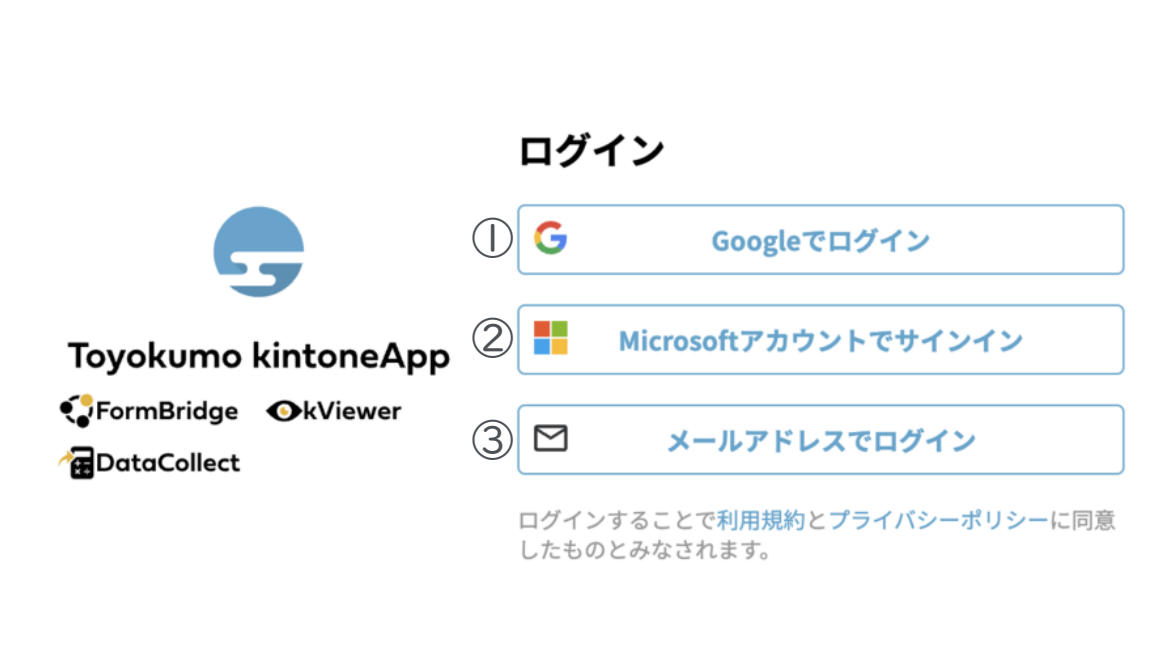 ログイン
① Googleでログイン
② Microsoftアカウントでサインイン
③ メールアドレスでログイン
ログインすることで利用規約とプライバシーポリシーに同意
したものとみなされます。
Toyokumo kintoneApp
FormBridge kViewer
DataCollect